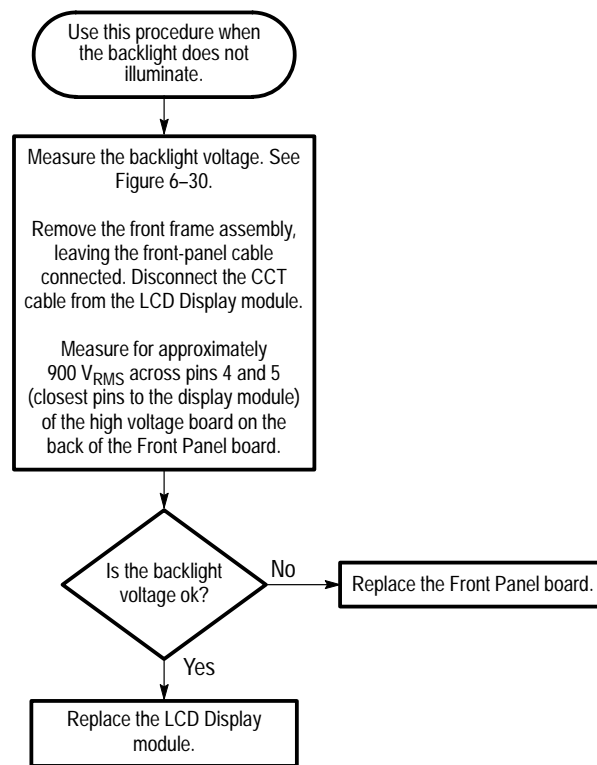 Use this procedure when
the backlight does not
illuminate.
Measure the backlight voltage. See
Figure 6–30.
Remove the front frame assembly,
leaving the front-panel cable
connected. Disconnect the CCT
cable from the LCD Display module.
Measure for approximately
900 VRMS across pins 4 and 5
(closest pins to the display module)
of the high voltage board on the
back of the Front Panel board.
Is the backlight
voltage ok?
No
Replace the Front Panel board.
Yes
Replace the LCD Display
module.